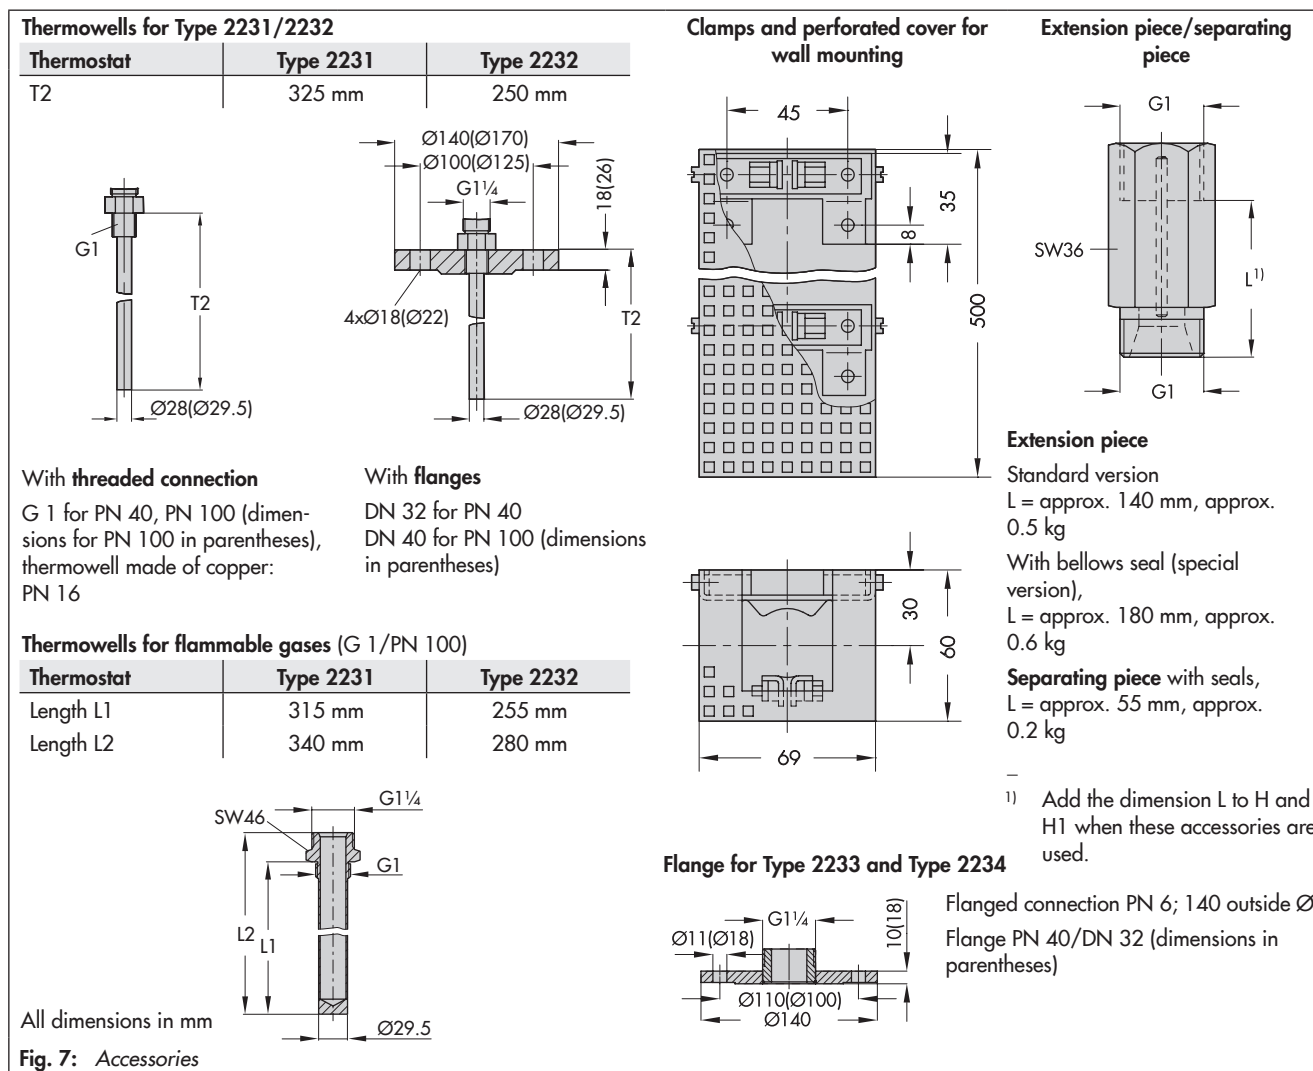 Thermowells for Type 2231/2232
Thermostat Type 2231 Type 2232
T2 325 mm 250 mm
G1
T2
Ø28(Ø29.5)
Ø140(Ø170)
Ø100(Ø125)
G1¼
18(26)
4xØ18(Ø22)
T2
Ø28(Ø29.5)
With threaded connection
G 1 for PN 40, PN 100 (dimen-
sions for PN 100 in parentheses),
thermowell made of copper:
PN 16
With flanges
DN 32 for PN 40
DN 40 for PN 100 (dimensions
in parentheses)
Thermowells for flammable gases (G 1/PN 100)
Thermostat Type 2231 Type 2232
Length L1 315 mm 255 mm
Length L2 340 mm 280 mm
G1¼
SW46
G1
L2
L1
Ø29.5
All dimensions in mm
Clamps and perforated cover for
wall mounting
45
35
8
500
30
60
69
Extension piece/separating
piece
G1
SW36
L1)
G1
Extension piece
Standard version
L = approx. 140 mm, approx.
0.5 kg
With bellows seal (special
version),
L = approx. 180 mm, approx.
0.6 kg
Separating piece with seals,
L = approx. 55 mm, approx.
0.2 kg
–
1) Add the dimension L to H and
H1 when these accessories are
used.
Flange for Type 2233 and Type 2234
G1¼
Ø11(Ø18)
10(18)
Ø110(Ø100)
Ø140
Flanged connection PN 6; 140 outside Ø
Flange PN 40/DN 32 (dimensions in
parentheses)
Fig. 7: Accessories